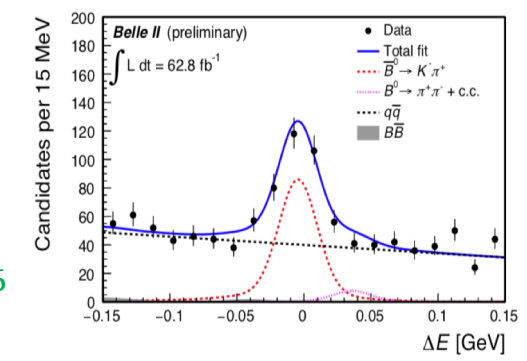 Belle II (preliminary)
∫ L dt = 62.8 fb⁻¹
Data
Total fit
B̅⁰ → K⁻π⁺
B⁰ → π⁺π⁻ + c.c.
qq̅
BB̅
Candidates per 15 MeV
200
180
160
140
120
100
80
60
40
20
0
−0.15 −0.1 −0.05 0 0.05 0.1 0.15
ΔE [GeV]